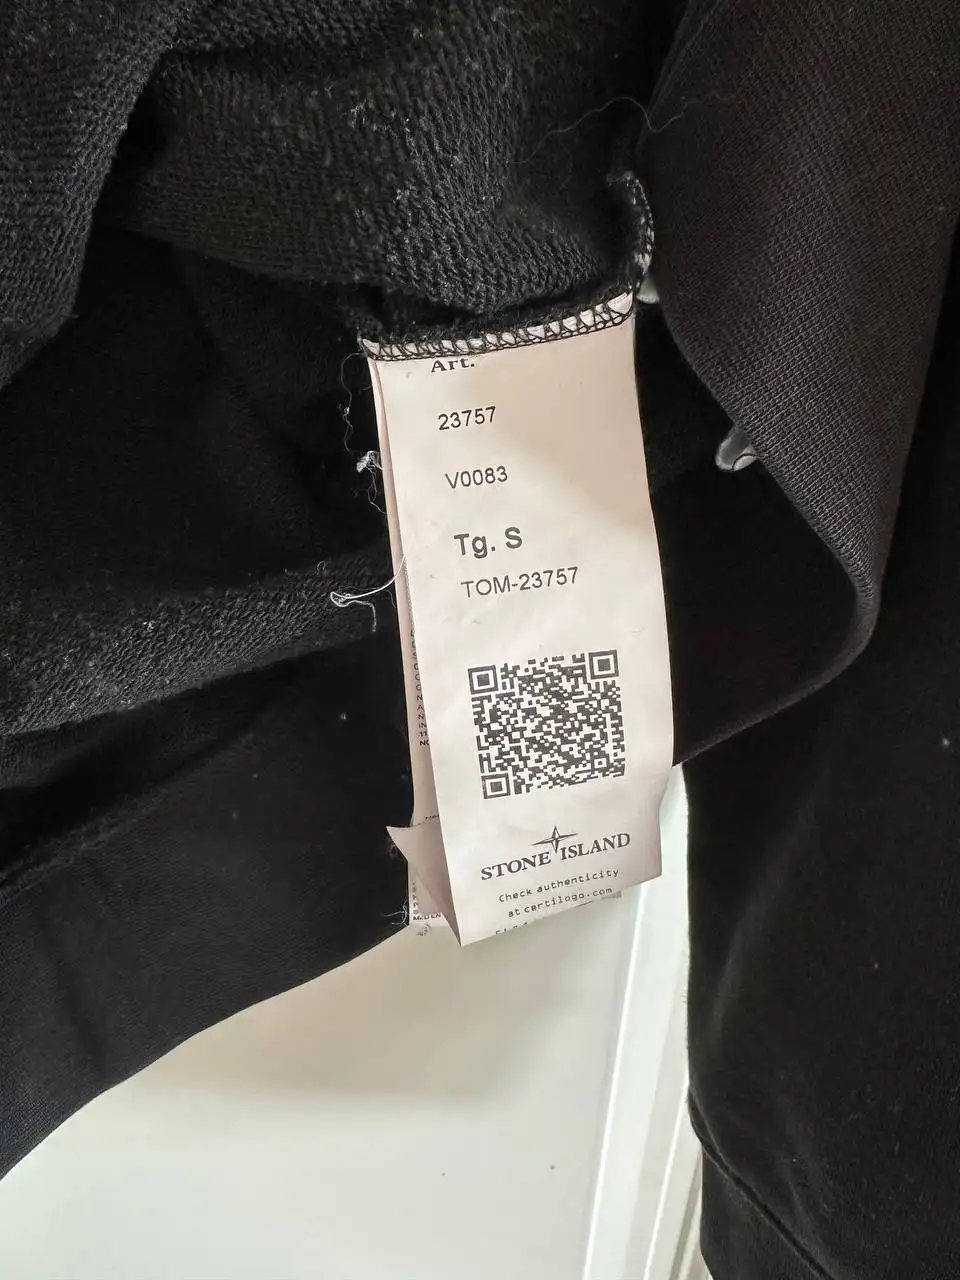 Art.
23757
V0083
Tg. S
TOM-23757
STONE ISLAND
Check authenticity
at certilogo.com